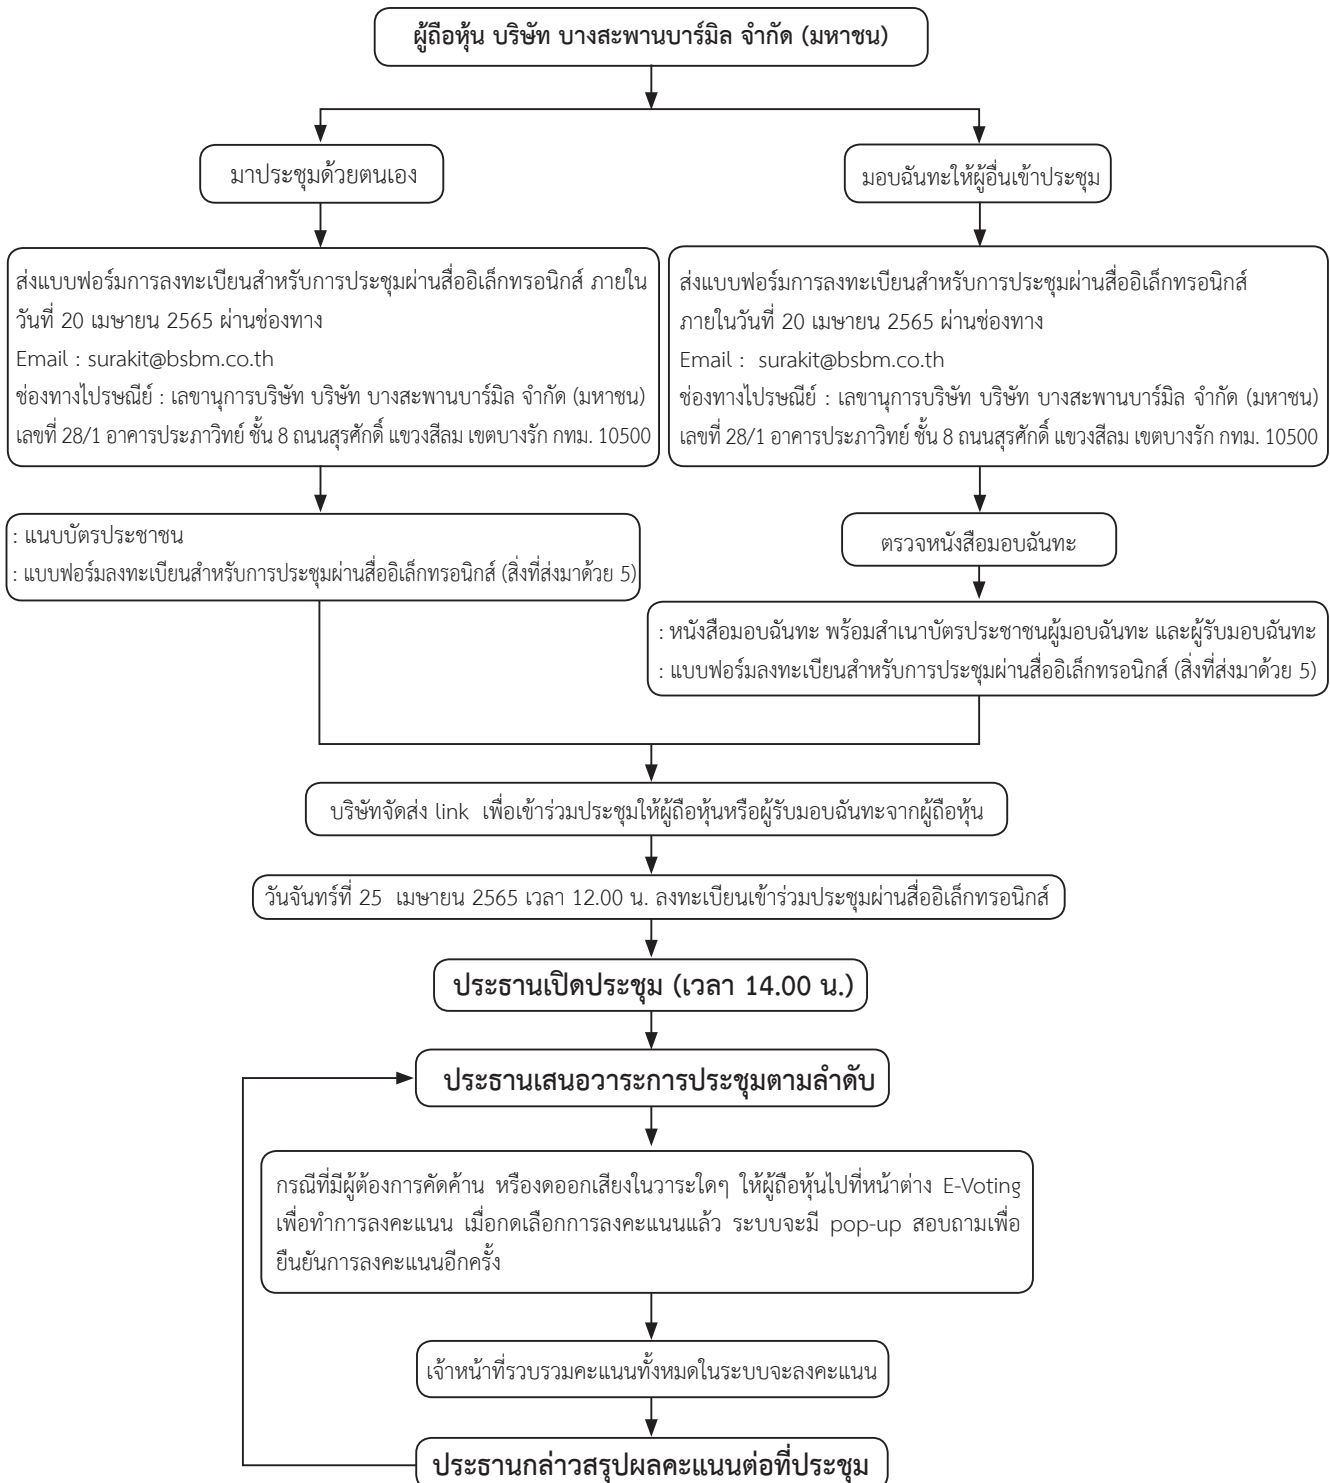 ผู้ถือหุ้น บริษัท บางสะพานบาร์มิล จำกัด (มหาชน)
มาประชุมด้วยตนเอง
มอบฉันทะให้ผู้อื่นเข้าประชุม
ส่งแบบฟอร์มการลงทะเบียนสำหรับการประชุมผ่านสื่ออิเล็กทรอนิกส์ ภายใน
วันที่ 20 เมษายน 2565 ผ่านช่องทาง
Email : surakit@bsbm.co.th
ช่องทางไปรษณีย์ : เลขานุการบริษัท บริษัท บางสะพานบาร์มิล จำกัด (มหาชน)
เลขที่ 28/1 อาคารประภาวิทย์ ชั้น 8 ถนนสุรศักดิ์ แขวงสีลม เขตบางรัก กทม. 10500
ส่งแบบฟอร์มการลงทะเบียนสำหรับการประชุมผ่านสื่ออิเล็กทรอนิกส์
ภายในวันที่ 20 เมษายน 2565 ผ่านช่องทาง
Email : surakit@bsbm.co.th
ช่องทางไปรษณีย์ : เลขานุการบริษัท บริษัท บางสะพานบาร์มิล จำกัด (มหาชน)
เลขที่ 28/1 อาคารประภาวิทย์ ชั้น 8 ถนนสุรศักดิ์ แขวงสีลม เขตบางรัก กทม. 10500
: แนบบัตรประชาชน
: แบบฟอร์มลงทะเบียนสำหรับการประชุมผ่านสื่ออิเล็กทรอนิกส์ (สิ่งที่ส่งมาด้วย 5)
ตรวจหนังสือมอบฉันทะ
: หนังสือมอบฉันทะ พร้อมสำเนาบัตรประชาชนผู้มอบฉันทะ และผู้รับมอบฉันทะ
: แบบฟอร์มลงทะเบียนสำหรับการประชุมผ่านสื่ออิเล็กทรอนิกส์ (สิ่งที่ส่งมาด้วย 5)
บริษัทจัดส่ง link เพื่อเข้าร่วมประชุมให้ผู้ถือหุ้นหรือผู้รับมอบฉันทะจากผู้ถือหุ้น
วันจันทร์ที่ 25 เมษายน 2565 เวลา 12.00 น. ลงทะเบียนเข้าร่วมประชุมผ่านสื่ออิเล็กทรอนิกส์
ประธานเปิดประชุม (เวลา 14.00 น.)
ประธานเสนอวาระการประชุมตามลำดับ
กรณีที่มีผู้ต้องการคัดค้าน หรืองดออกเสียงในวาระใดๆ ให้ผู้ถือหุ้นไปที่หน้าต่าง E-Voting
เพื่อทำการลงคะแนน เมื่อกดเลือกการลงคะแนนแล้ว ระบบจะมี pop-up สอบถามเพื่อ
ยืนยันการลงคะแนนอีกครั้ง
เจ้าหน้าที่รวบรวมคะแนนทั้งหมดในระบบจะลงคะแนน
ประธานกล่าวสรุปผลคะแนนต่อที่ประชุม